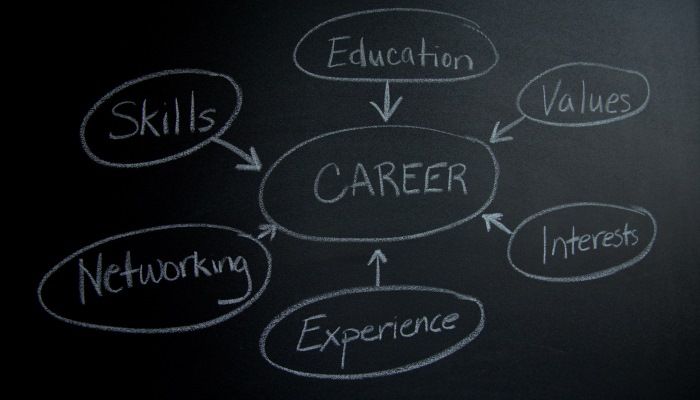 Education
Skills
Values
CAREER
Networking
Interests
Experience